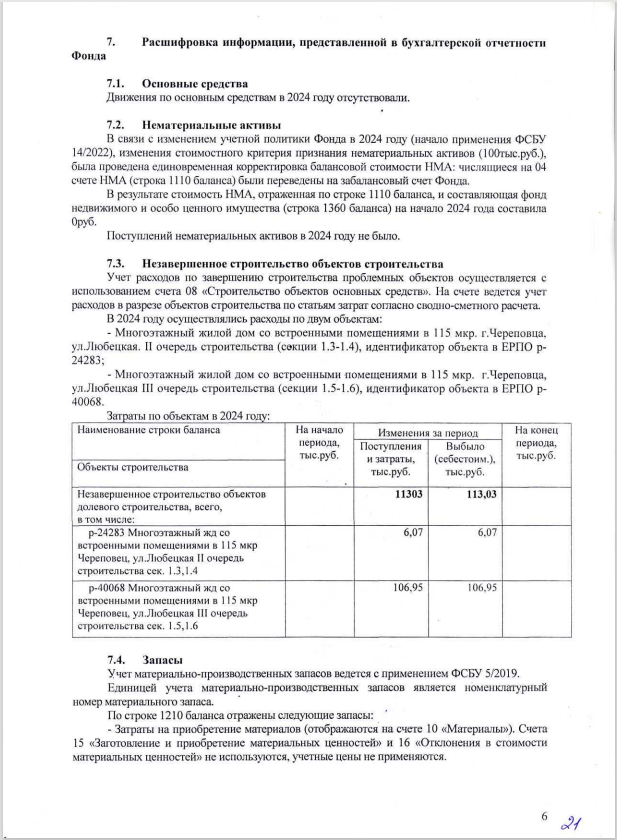 7. Расшифровка информации, представленной в бухгалтерской отчетности
Фонда
7.1. Основные средства
Движения по основным средствам в 2024 году отсутствовали.
7.2. Нематериальные активы
В связи с изменением учетной политики Фонда в 2024 году (начало применения ФСБУ
14/2022), изменения стоимостного критерия признания нематериальных активов (100тыс.руб.),
была проведена единовременная корректировка балансовой стоимости НМА: числящиеся на 04
счете НМА (строка 1110 баланса) были переведены на забалансовый счет Фонда.
В результате стоимость НМА, отраженная по строке 1110 баланса, и составляющая фонд
недвижимого и особо ценного имущества (строка 1360 баланса) на начало 2024 года составила
0руб.
Поступлений нематериальных активов в 2024 году не было.
7.3. Незавершенное строительство объектов строительства
Учет расходов по завершению строительства проблемных объектов осуществляется с
использованием счета 08 «Строительство объектов основных средств». На счете ведется учет
расходов в разрезе объектов строительства по статьям затрат согласно сводно-сметного расчета.
В 2024 году осуществлялись расходы по двум объектам:
- Многоэтажный жилой дом со встроенными помещениями в 115 мкр. г.Череповца,
ул.Любецкая. II очередь строительства (секции 1.3-1.4), идентификатор объекта в ЕРПО р-
24283;
- Многоэтажный жилой дом со встроенными помещениями в 115 мкр. г.Череповца,
ул.Любецкая III очередь строительства (секции 1.5-1.6), идентификатор объекта в ЕРПО р-
40068.
Затраты по объектам в 2024 году:
Наименование строки баланса
Объекты строительства
На начало
периода,
тыс.руб.
Изменения за период
Поступления
и затраты,
тыс.руб.
Выбыло
(себестоим.),
тыс.руб.
На конец
периода,
тыс.руб.
Незавершенное строительство объектов 11303 113,03
долевого строительства, всего,
в том числе:
р-24283 Многоэтажный жд со 6,07 6,07
встроенными помещениями в 115 мкр
Череповец, ул.Любецкая II очередь
строительства сек. 1.3,1.4
р-40068 Многоэтажный жд со 106,95 106,95
встроенными помещениями в 115 мкр
Череповец, ул.Любецкая III очередь
строительства сек. 1.5,1.6
7.4. Запасы
Учет материально-производственных запасов ведется с применением ФСБУ 5/2019.
Единицей учета материально-производственных запасов является номенклатурный
номер материального запаса.
По строке 1210 баланса отражены следующие запасы:
- Затраты на приобретение материалов (отображаются на счете 10 «Материалы»). Счета
15 «Заготовление и приобретение материальных ценностей» и 16 «Отклонения в стоимости
материальных ценностей» не используются, учетные цены не применяются.
6
21